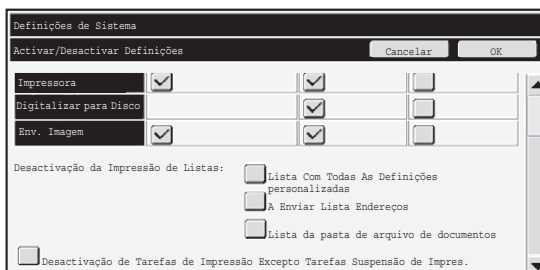 Definições de Sistema
Activar/Desactivar Definições
Cancelar
OK
Impressora
Digitalizar para Disco
Env. Imagem
Desactivação da Impressão de Listas:
Lista Com Todas As Definições
personalizadas
A Enviar Lista Endereços
Lista da pasta de arquivo de documentos
Desactivação de Tarefas de Impressão Excepto Tarefas Suspensão de Impres.